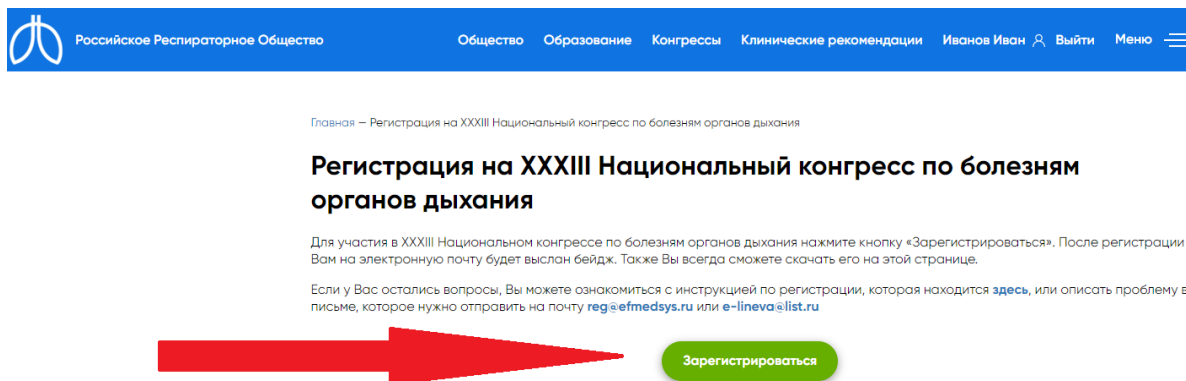 Российское Респираторное Общество Общество Образование Конгрессы Клинические рекомендации Иванов Иван Выйти Меню
Главная — Регистрация на XXXIII Национальный конгресс по болезням органов дыхания
Регистрация на XXXIII Национальный конгресс по болезням
органов дыхания
Для участия в XXXIII Национальном конгрессе по болезням органов дыхания нажмите кнопку «Зарегистрироваться». После регистрации
Вам на электронную почту будет выслан бейдж. Также Вы всегда сможете скачать его на этой странице.
Если у Вас остались вопросы, Вы можете ознакомиться с инструкцией по регистрации, которая находится здесь, или описать проблему в
письме, которое нужно отправить на почту reg@efmedsys.ru или e-lineva@list.ru
Зарегистрироваться